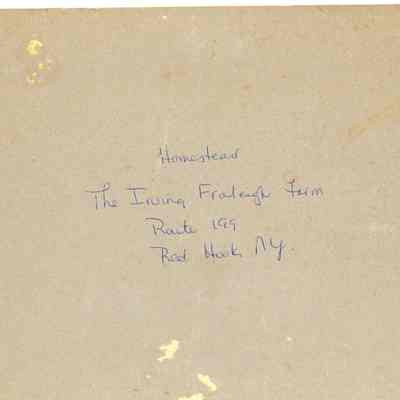 Homestead
The Irving Fraleigh Farm
Route 199
Red Hook NY.